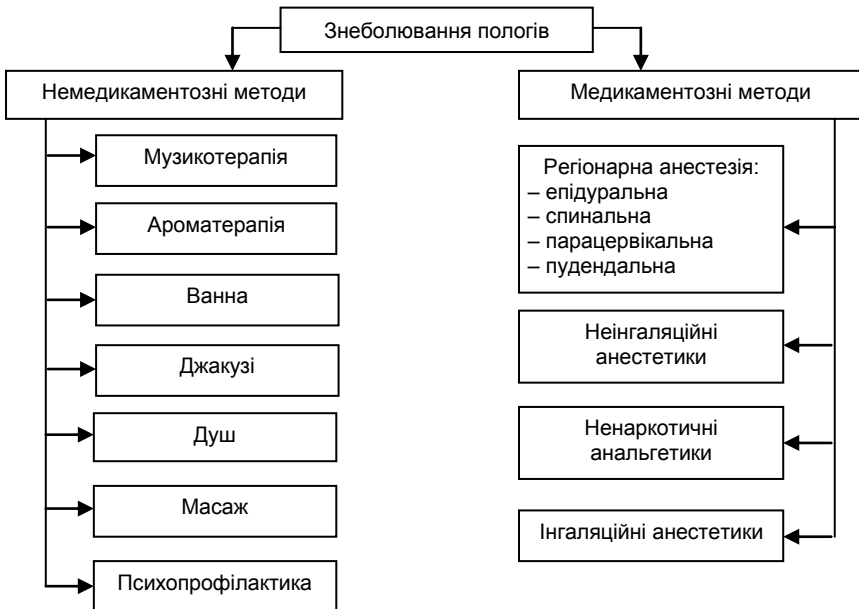 Знеболювання пологів
Немедикаментозні методи
Музикотерапія
Ароматерапія
Ванна
Джакузі
Душ
Масаж
Психопрофілактика
Медикаментозні методи
Регіонарна анестезія:
– епідуральна
– спинальна
– парацервікальна
– пудендальна
Неінгаляційні
анестетики
Ненаркотичні
анальгетики
Інгаляційні анестетики